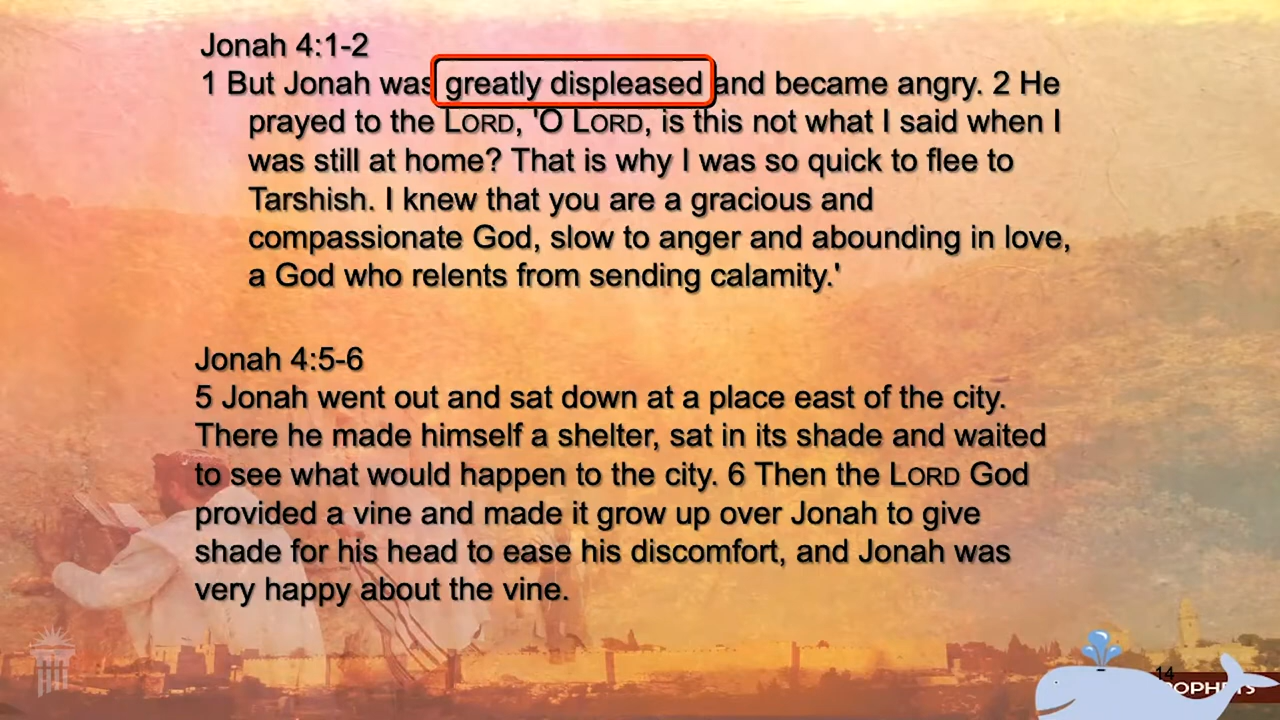 Jonah 4:1-2
1 But Jonah was greatly displeased and became angry. 2 He
prayed to the LORD, 'O LORD, is this not what I said when I
was still at home? That is why I was so quick to flee to
Tarshish. I knew that you are a gracious and
compassionate God, slow to anger and abounding in love,
a God who relents from sending calamity.'
Jonah 4:5-6
5 Jonah went out and sat down at a place east of the city.
There he made himself a shelter, sat in its shade and waited
to see what would happen to the city. 6 Then the LORD God
provided a vine and made it grow up over Jonah to give
shade for his head to ease his discomfort, and Jonah was
very happy about the vine.
14